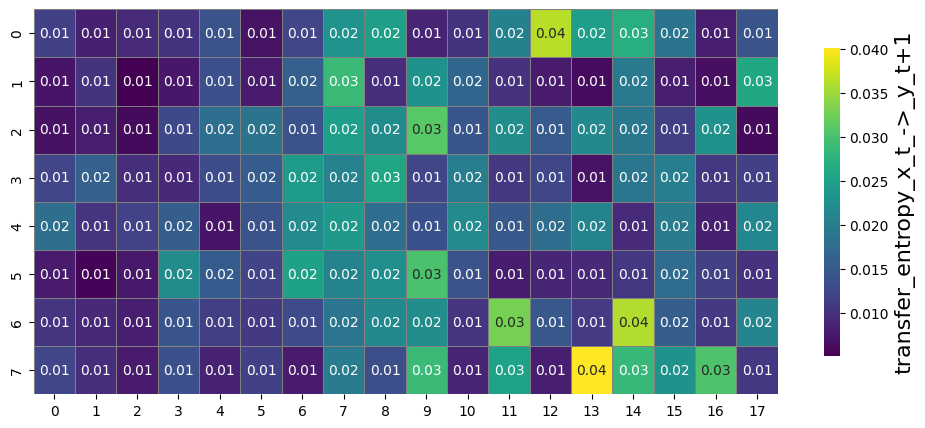 0 0.01 0.01 0.01 0.01 0.01 0.01 0.01 0.02 0.02 0.01 0.01 0.02 0.04 0.02 0.03 0.02 0.01 0.01
1 0.01 0.01 0.01 0.01 0.01 0.01 0.02 0.03 0.01 0.02 0.02 0.01 0.01 0.01 0.02 0.01 0.01 0.03
2 0.01 0.01 0.01 0.01 0.02 0.02 0.01 0.02 0.02 0.03 0.01 0.02 0.01 0.02 0.02 0.01 0.02 0.01
3 0.01 0.02 0.01 0.01 0.01 0.02 0.02 0.02 0.03 0.01 0.02 0.01 0.01 0.01 0.02 0.02 0.01 0.01
4 0.02 0.01 0.01 0.02 0.01 0.01 0.02 0.02 0.02 0.01 0.02 0.01 0.02 0.02 0.01 0.02 0.01 0.02
5 0.01 0.01 0.01 0.02 0.02 0.01 0.02 0.02 0.02 0.03 0.01 0.01 0.01 0.01 0.01 0.02 0.01 0.01
6 0.01 0.01 0.01 0.01 0.01 0.01 0.01 0.02 0.02 0.02 0.01 0.03 0.01 0.01 0.04 0.02 0.01 0.02
7 0.01 0.01 0.01 0.01 0.01 0.01 0.01 0.02 0.01 0.03 0.01 0.03 0.01 0.04 0.03 0.02 0.03 0.01
0 1 2 3 4 5 6 7 8 9 10 11 12 13 14 15 16 17
0.040
0.035
0.030
0.025
0.020
0.015
0.010
transfer_entropy_x_t_->_y_t+1